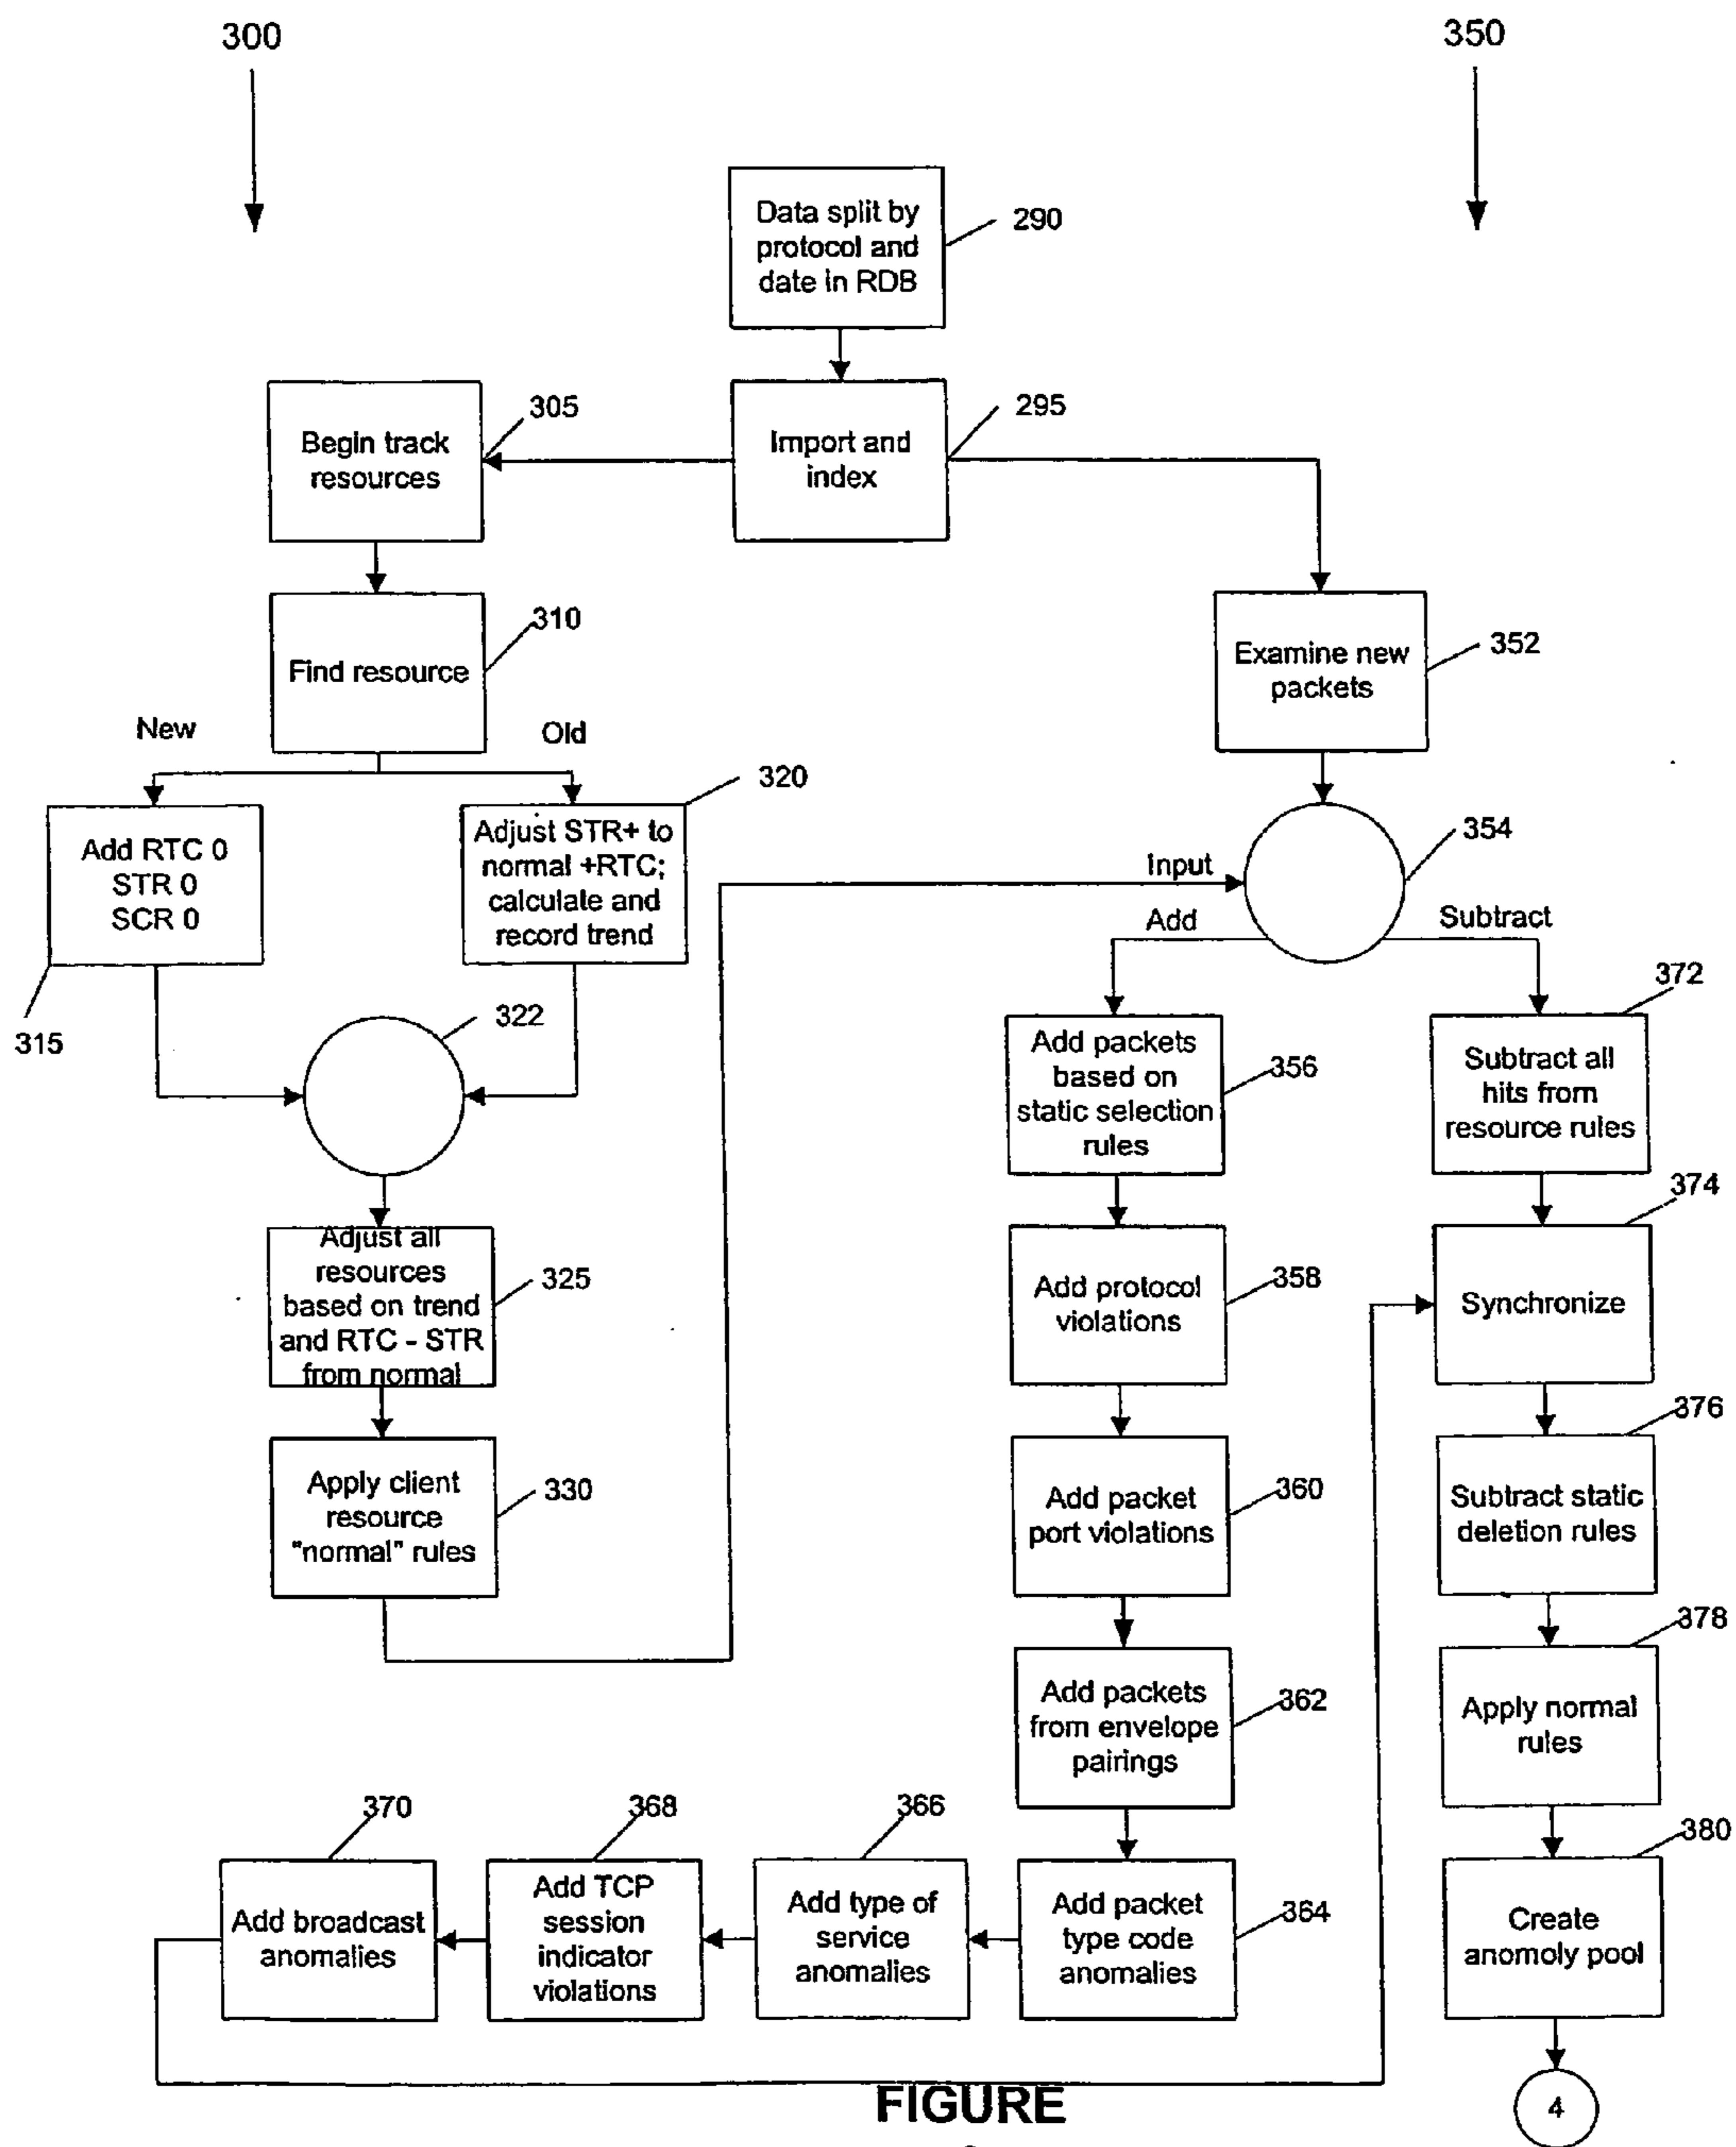 300
350
Data split by
protocol and
date in RDB
290
Begin track
resources
305
Import and
index
295
Find resource
310
Examine new
packets
352
New
Old
Add RTC 0
STR 0
SCR 0
315
Adjust STR+ to
normal +RTC;
calculate and
record trend
320
322
Input
354
Add
Subtract
Adjust all
resources
based on trend
and RTC - STR
from normal
325
Apply client
resource
"normal" rules
330
Add packets
based on
static selection
rules
356
Subtract all
hits from
resource rules
372
Add protocol
violations
358
Synchronize
374
Add packet
port violations
360
Subtract static
deletion rules
376
Add packets
from envelope
pairings
362
Apply normal
rules
378
370
Add broadcast
anomalies
368
Add TCP
session
indicator
violations
366
Add type of
service
anomalies
Add packet
type code
anomalies
364
Create
anomoly pool
380
4
FIGURE